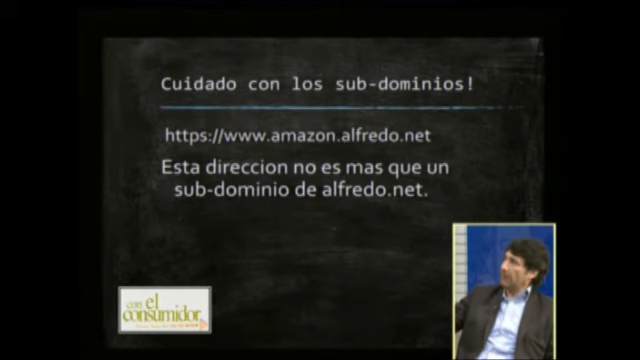 Cuidado con los sub-dominios!
https://www.amazon.alfredo.net
Esta direccion no es mas que un
sub-dominio de alfredo.net.
con el
consumidor